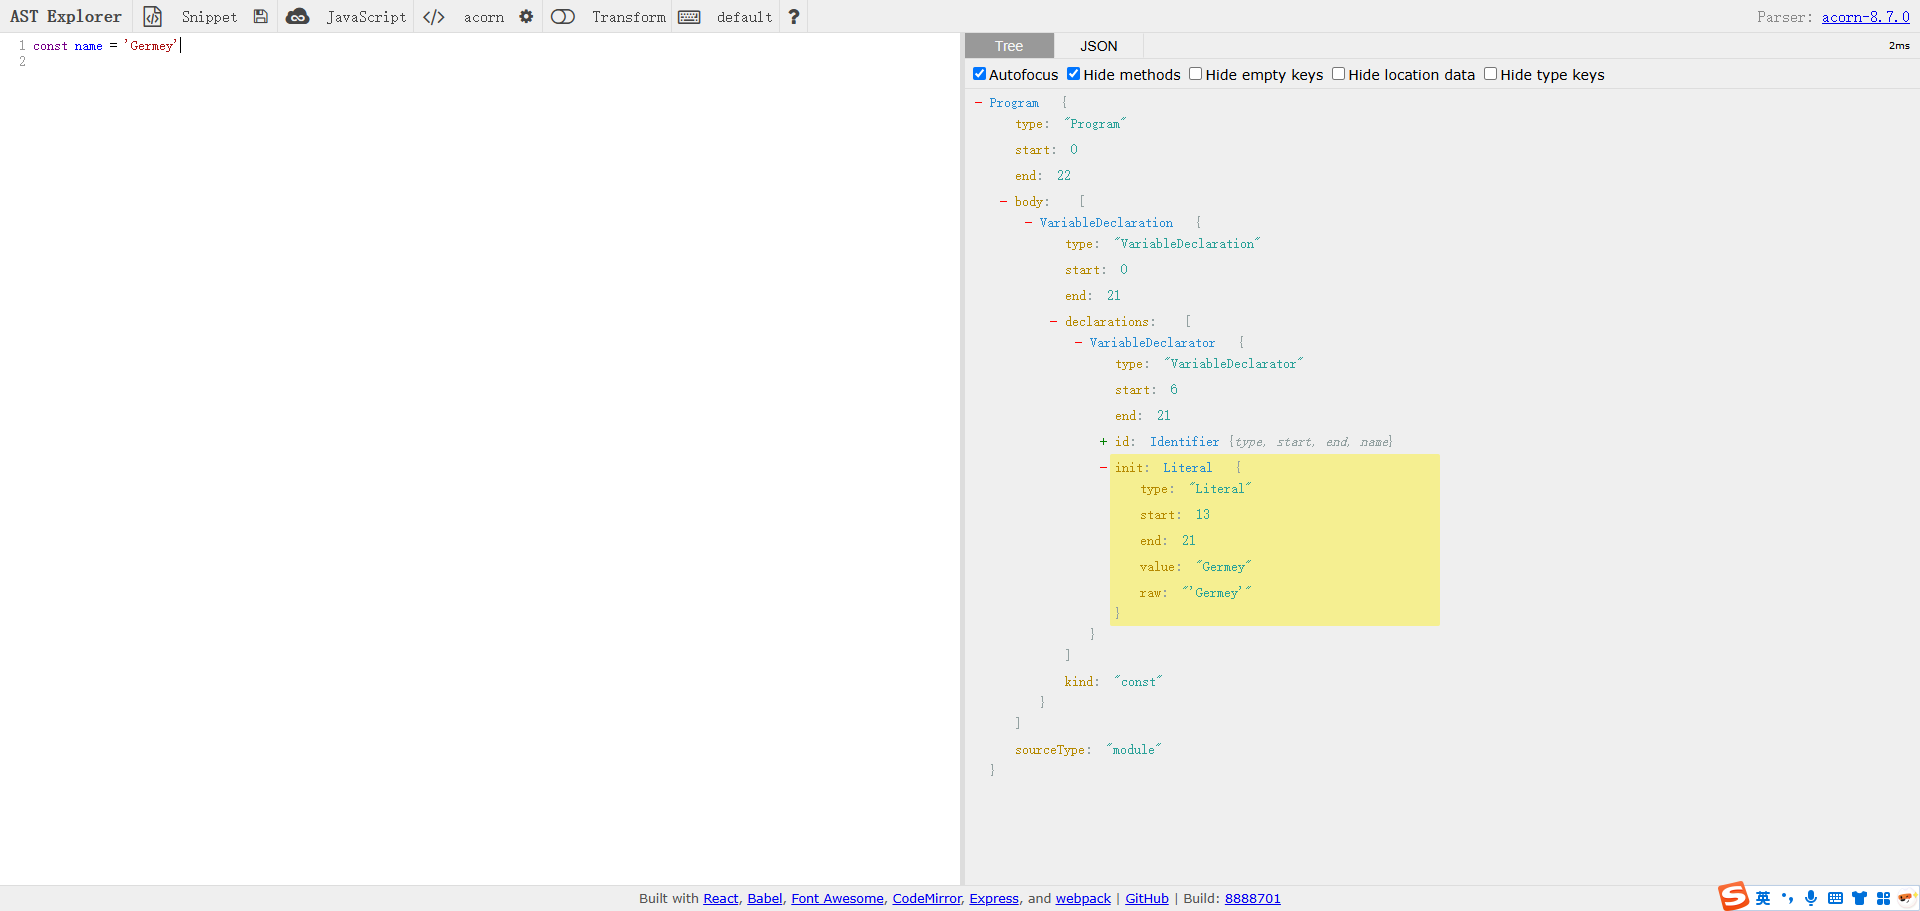 AST Explorer Snippet JavaScript </> acorn Transform default ? Parser: acorn-8.7.0
1 const name = 'Germey'
2
Tree JSON 2ms
Autofocus Hide methods Hide empty keys Hide location data Hide type keys
− Program {
type: "Program"
start: 0
end: 22
− body: [
− VariableDeclaration {
type: "VariableDeclaration"
start: 0
end: 21
− declarations: [
− VariableDeclarator {
type: "VariableDeclarator"
start: 6
end: 21
+ id: Identifier {type, start, end, name}
− init: Literal {
type: "Literal"
start: 13
end: 21
value: "Germey"
raw: "'Germey'"
}
}
]
kind: "const"
}
]
sourceType: "module"
}
Built with React, Babel, Font Awesome, CodeMirror, Express, and webpack | GitHub | Build: 8888701
S 英